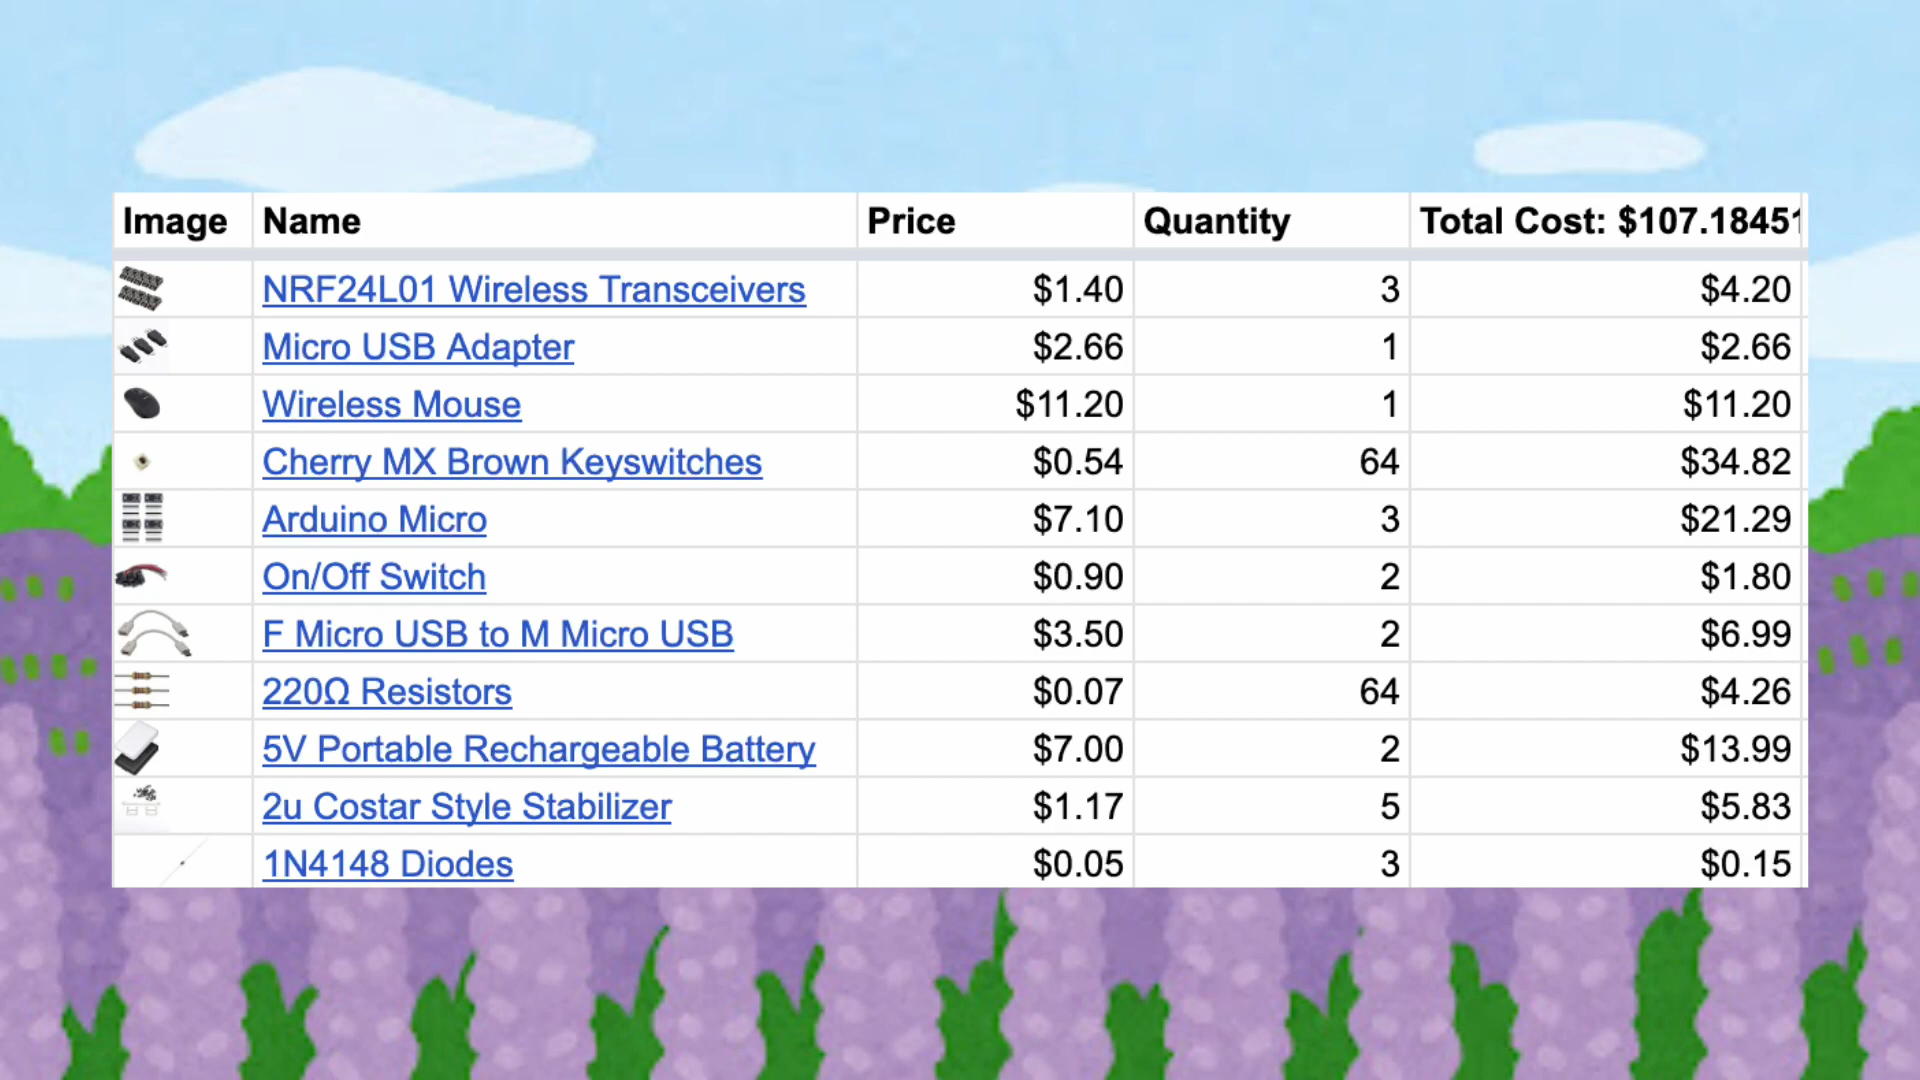 Image Name Price Quantity Total Cost: $107.18451
NRF24L01 Wireless Transceivers $1.40 3 $4.20
Micro USB Adapter $2.66 1 $2.66
Wireless Mouse $11.20 1 $11.20
Cherry MX Brown Keyswitches $0.54 64 $34.82
Arduino Micro $7.10 3 $21.29
On/Off Switch $0.90 2 $1.80
F Micro USB to M Micro USB $3.50 2 $6.99
220Ω Resistors $0.07 64 $4.26
5V Portable Rechargeable Battery $7.00 2 $13.99
2u Costar Style Stabilizer $1.17 5 $5.83
1N4148 Diodes $0.05 3 $0.15